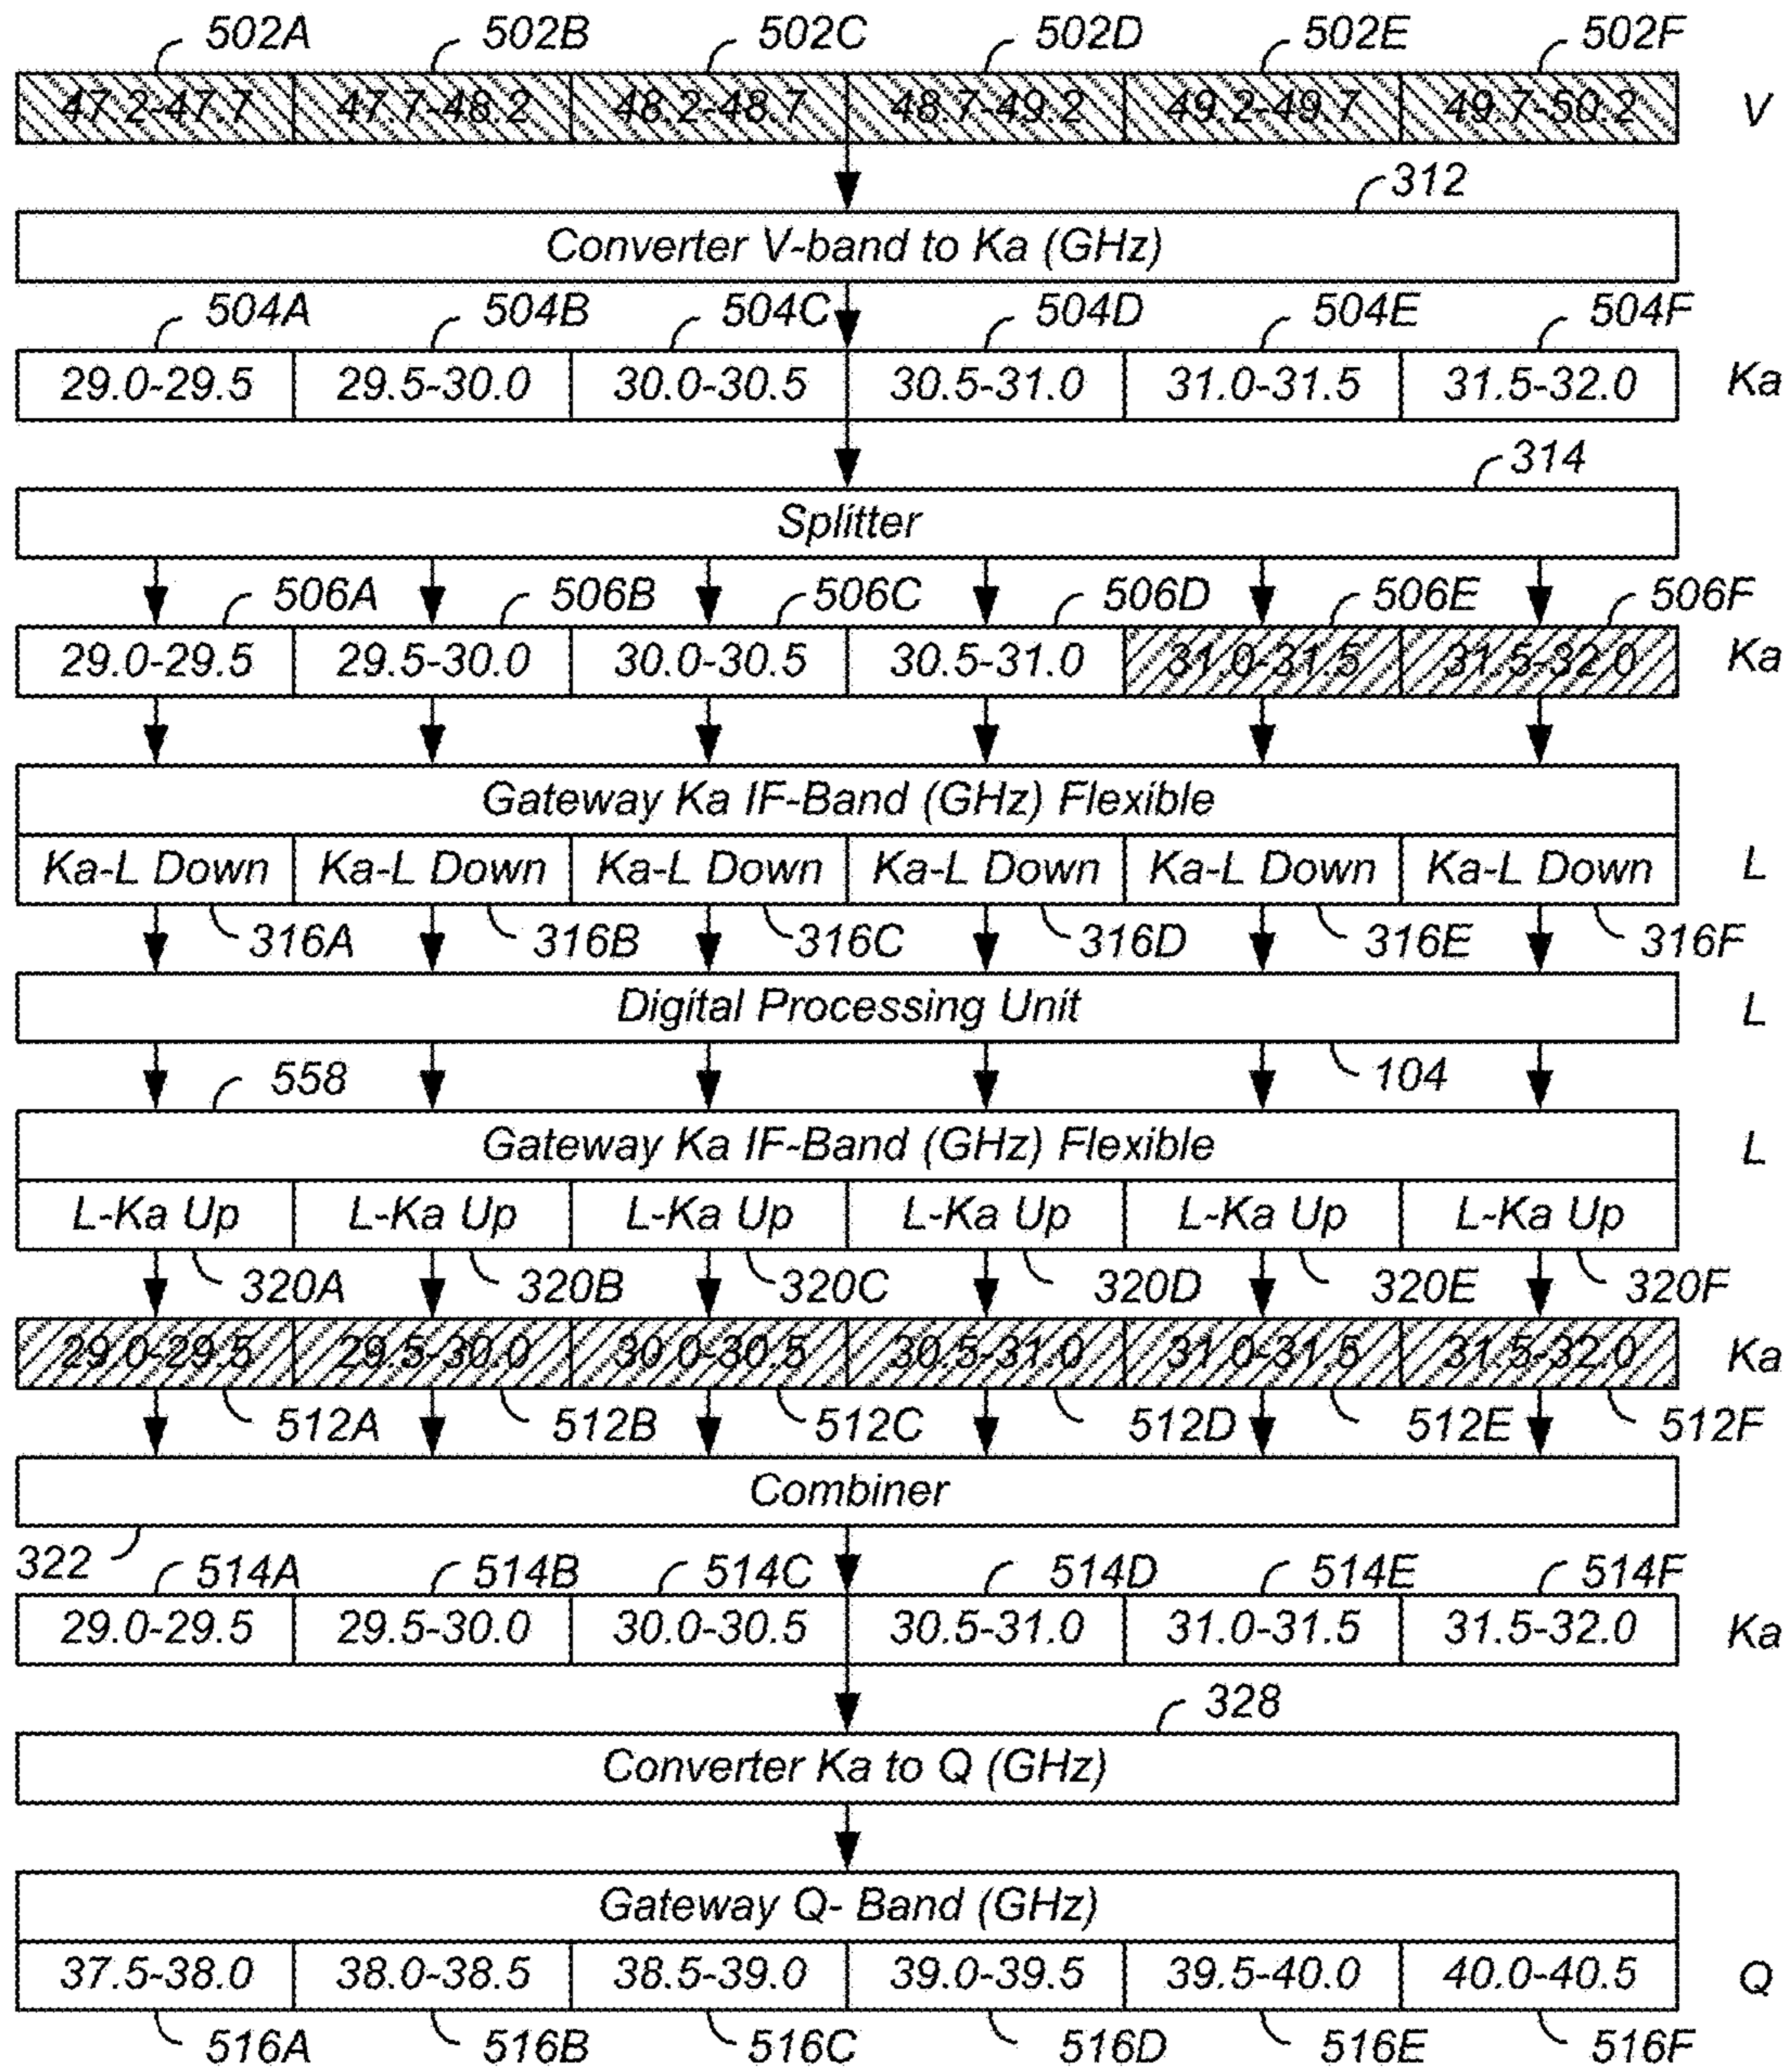 502A 502B 502C 502D 502E 502F
47.2-47.7 47.7-48.2 48.2-48.7 48.7-49.2 49.2-49.7 49.7-50.2 V
312
Converter V-band to Ka (GHz)
504A 504B 504C 504D 504E 504F
29.0-29.5 29.5-30.0 30.0-30.5 30.5-31.0 31.0-31.5 31.5-32.0 Ka
314
Splitter
506A 506B 506C 506D 506E 506F
29.0-29.5 29.5-30.0 30.0-30.5 30.5-31.0 31.0-31.5 31.5-32.0 Ka
Gateway Ka IF-Band (GHz) Flexible
Ka-L Down Ka-L Down Ka-L Down Ka-L Down Ka-L Down Ka-L Down L
316A 316B 316C 316D 316E 316F
Digital Processing Unit L
558 104
Gateway Ka IF-Band (GHz) Flexible L
L-Ka Up L-Ka Up L-Ka Up L-Ka Up L-Ka Up L-Ka Up
320A 320B 320C 320D 320E 320F
29.0-29.5 29.5-30.0 30.0-30.5 30.5-31.0 31.0-31.5 31.5-32.0 Ka
512A 512B 512C 512D 512E 512F
Combiner
322 514A 514B 514C 514D 514E 514F
29.0-29.5 29.5-30.0 30.0-30.5 30.5-31.0 31.0-31.5 31.5-32.0 Ka
328
Converter Ka to Q (GHz)
Gateway Q- Band (GHz)
37.5-38.0 38.0-38.5 38.5-39.0 39.0-39.5 39.5-40.0 40.0-40.5 Q
516A 516B 516C 516D 516E 516F